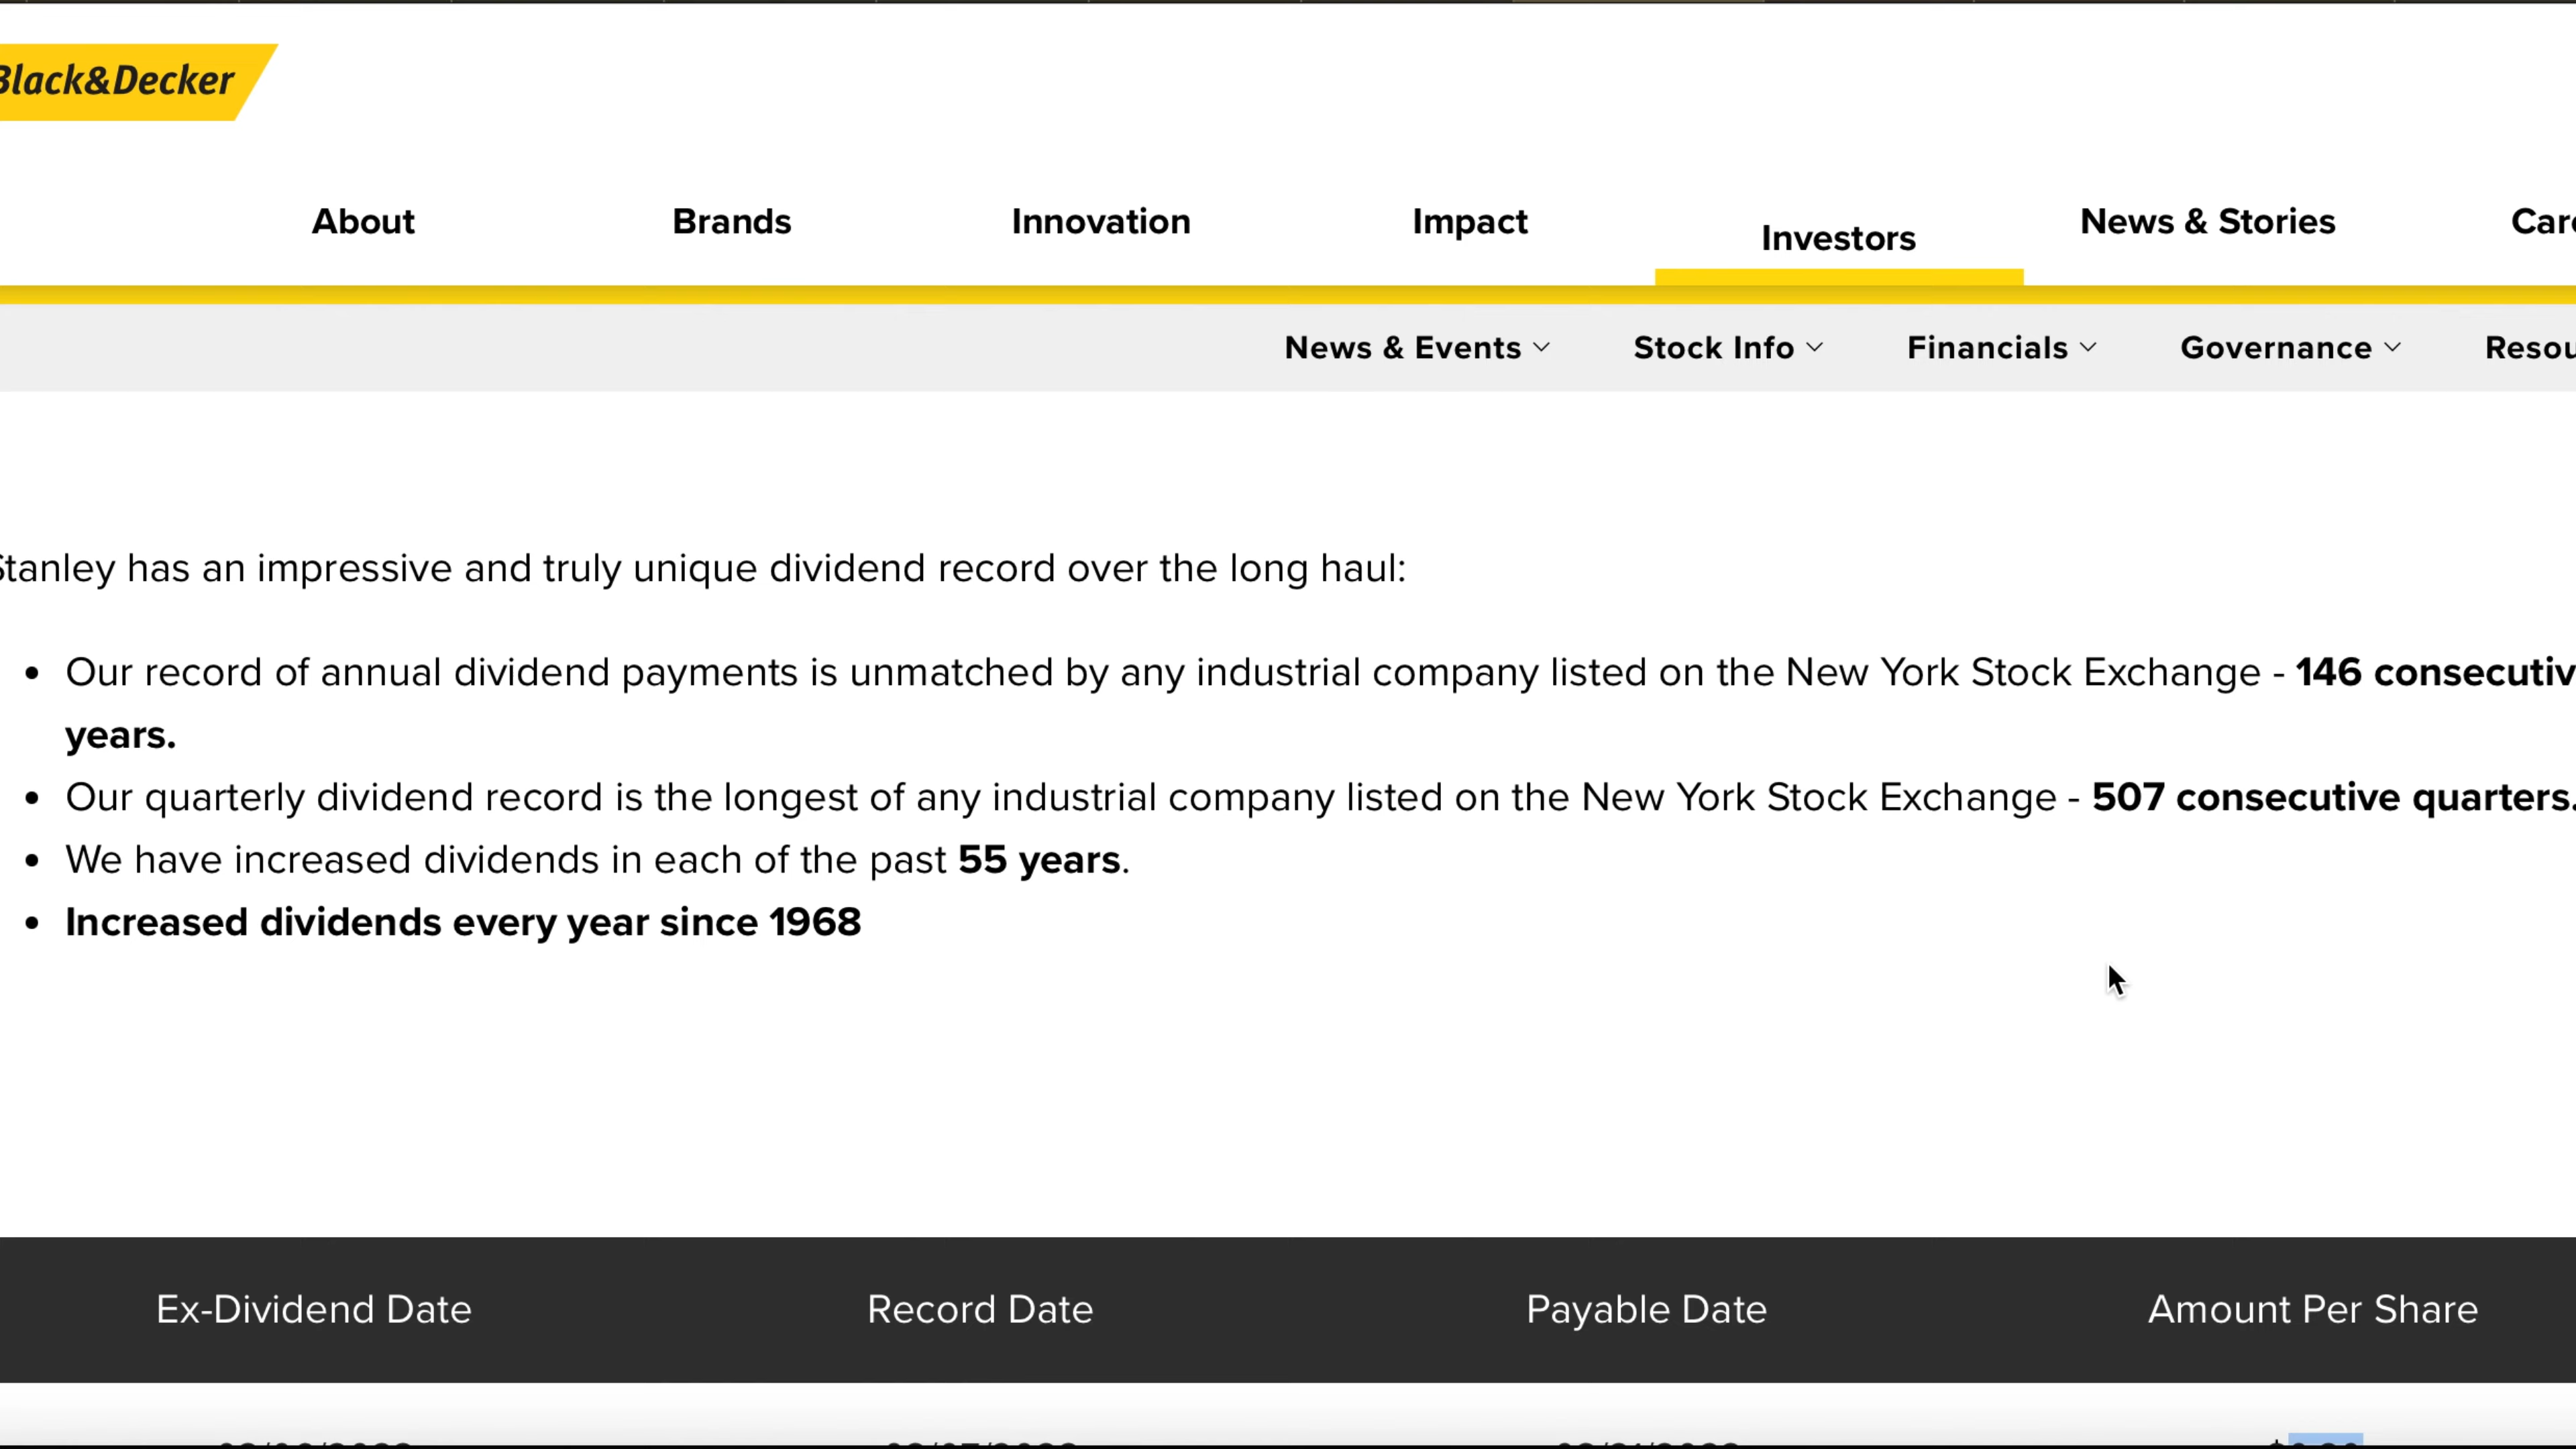 Black&Decker
About Brands Innovation Impact Investors News & Stories
News & Events Stock Info Financials Governance
Stanley has an impressive and truly unique dividend record over the long haul:
• Our record of annual dividend payments is unmatched by any industrial company listed on the New York Stock Exchange - 146 consecutiv
years.
• Our quarterly dividend record is the longest of any industrial company listed on the New York Stock Exchange - 507 consecutive quarters.
• We have increased dividends in each of the past 55 years.
• Increased dividends every year since 1968
Ex-Dividend Date Record Date Payable Date Amount Per Share